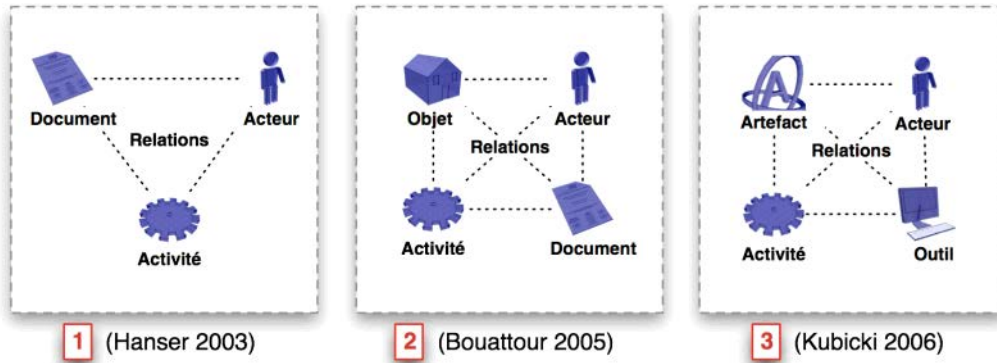 Document
Acteur
Relations
Activité
Objet
Acteur
Relations
Activité
Document
Artefact
Acteur
Relations
Activité
Outil
1 (Hanser 2003)
2 (Bouattour 2005)
3 (Kubicki 2006)